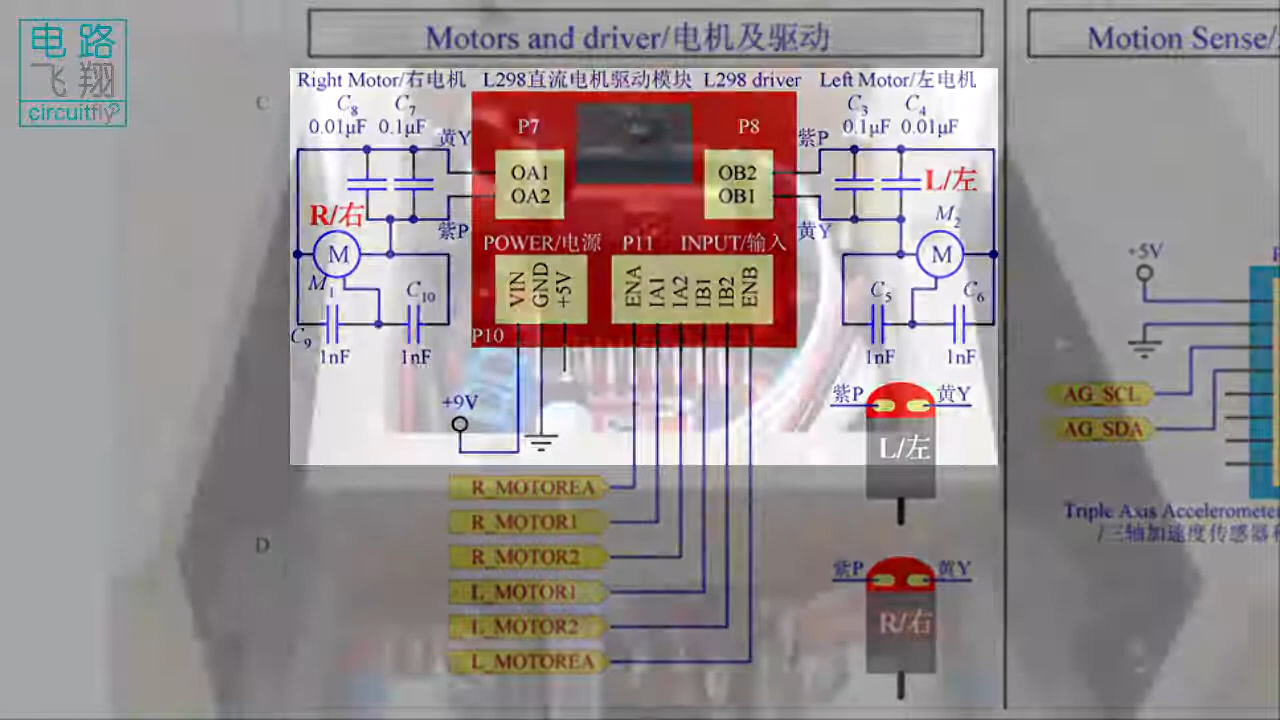 电路
飞翔
circuitfly
Motors and driver/电机及驱动
Motion Sense/
C
Right Motor/右电机
L298直流电机驱动模块 L298 driver
Left Motor/左电机
C8
0.01μF
C7
0.1μF
黄Y
P7
P8
紫P
C3
0.1μF
C4
0.01μF
OA1
OA2
OB2
OB1
R/右
L/左
紫P
黄Y
M2
POWER/电源
P11
INPUT/输入
M
M
M1
VIN
GND
+5V
ENA
IA1
IA2
IB1
IB2
ENB
+5V
C10
C5
C6
C9
P10
1nF
1nF
1nF
1nF
+9V
紫P
黄Y
AG_SCL
AG_SDA
L/左
R_MOTOREA
R_MOTOR1
R_MOTOR2
L_MOTOR1
L_MOTOR2
L_MOTOREA
D
Triple Axis Accelerometer
/三轴加速度传感器
紫P
黄Y
R/右